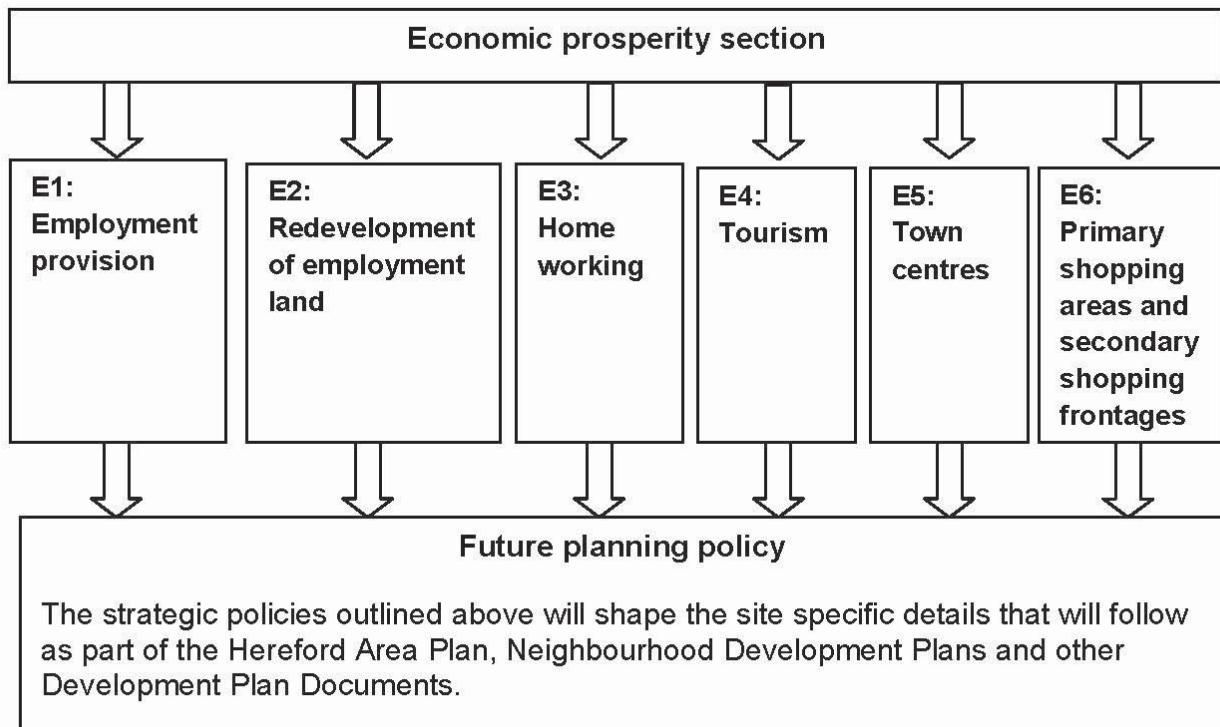 Economic prosperity section
E1:
Employment
provision
E2:
Redevelopment
of employment
land
E3:
Home
working
E4:
Tourism
E5:
Town
centres
E6:
Primary
shopping
areas and
secondary
shopping
frontages
Future planning policy
The strategic policies outlined above will shape the site specific details that will follow
as part of the Hereford Area Plan, Neighbourhood Development Plans and other
Development Plan Documents.